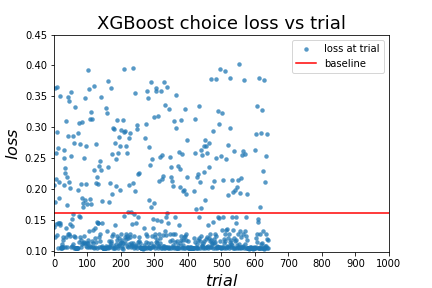 XGBoost choice loss vs trial
loss at trial
baseline
loss
0.45
0.40
0.35
0.30
0.25
0.20
0.15
0.10
0 100 200 300 400 500 600 700 800 900 1000
trial